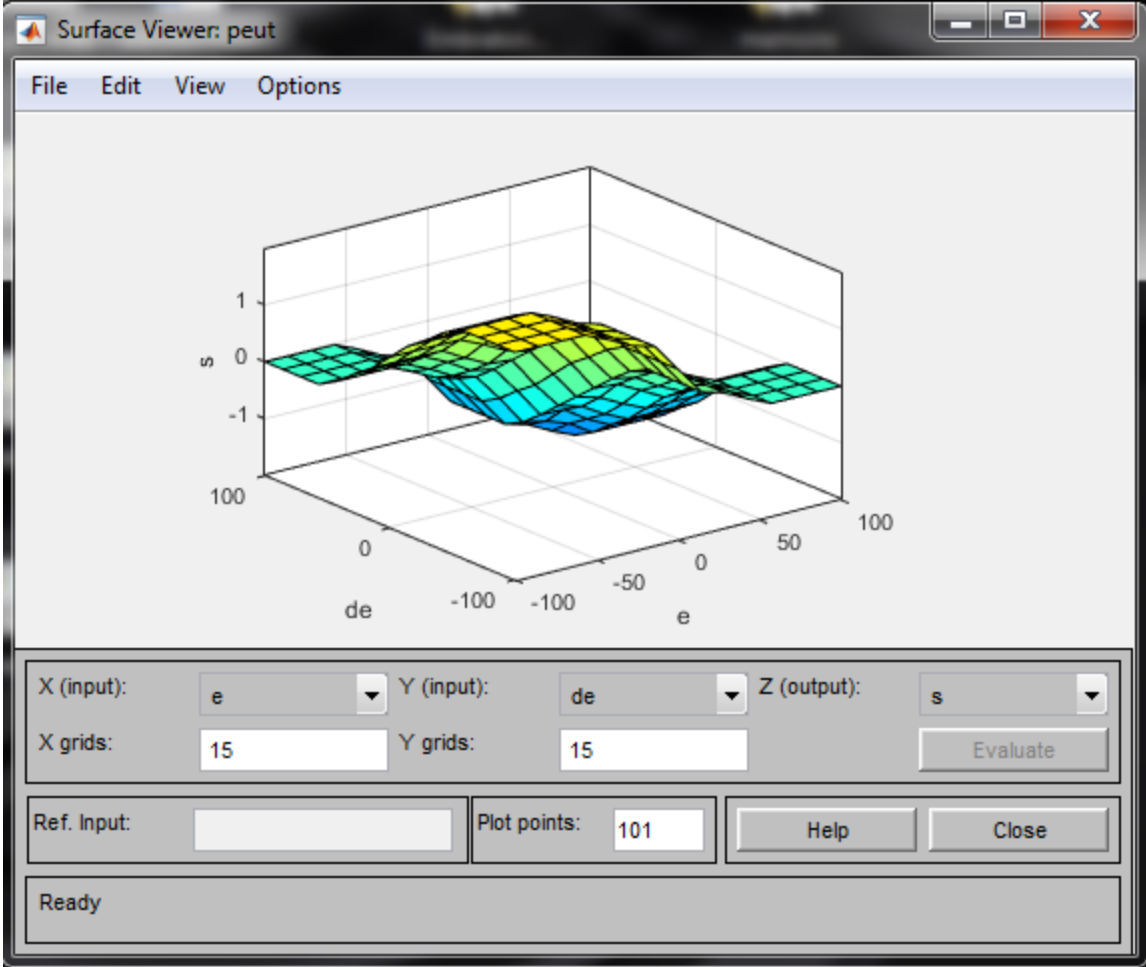 Surface Viewer: peut
File Edit View Options
1
0
-1
s
100
0
-100
de
-100
-50
0
50
100
e
X (input): e Y (input): de Z (output): s
X grids: 15 Y grids: 15 Evaluate
Ref. Input: Plot points: 101 Help Close
Ready